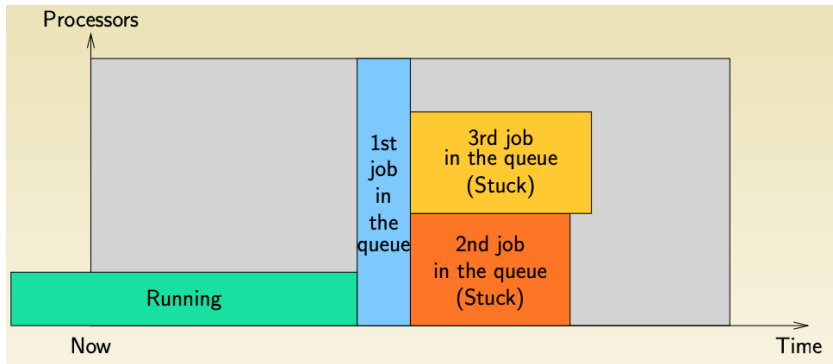 Processors
1st
job
in
the
queue
3rd job
in the queue
(Stuck)
2nd job
in the queue
(Stuck)
Running
Now
Time